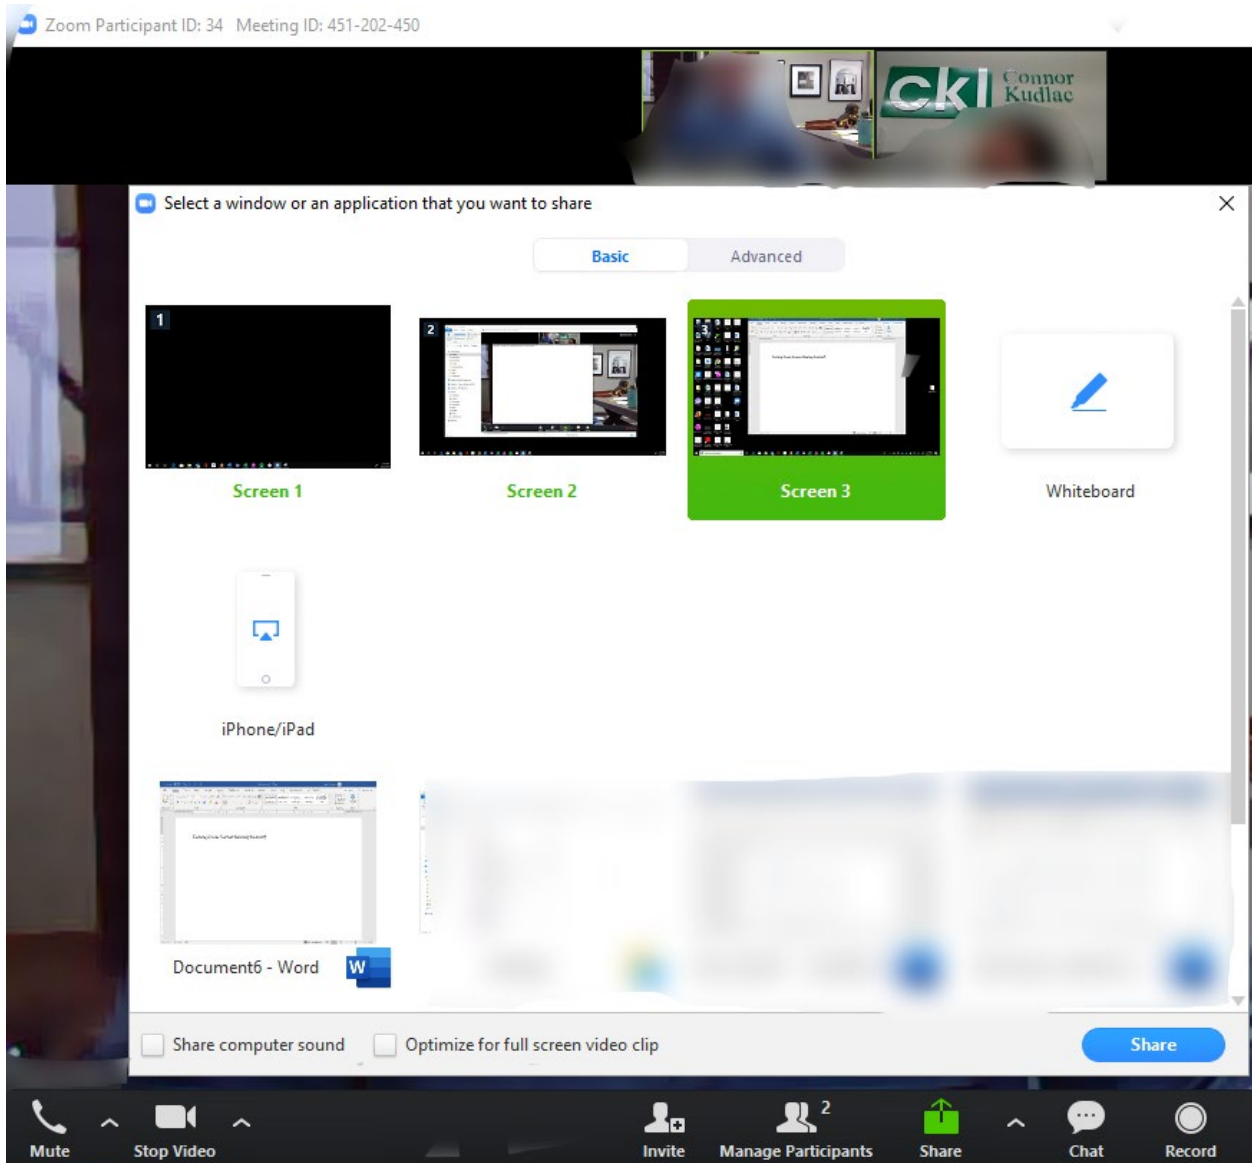 Zoom Participant ID: 34 Meeting ID: 451-202-450
ckl Connor
Kudlac
Select a window or an application that you want to share
Basic Advanced
1
2
3
Screen 1 Screen 2 Screen 3 Whiteboard
iPhone/iPad
Document6 - Word W
Share computer sound Optimize for full screen video clip Share
2
Mute Stop Video Invite Manage Participants Share Chat Record